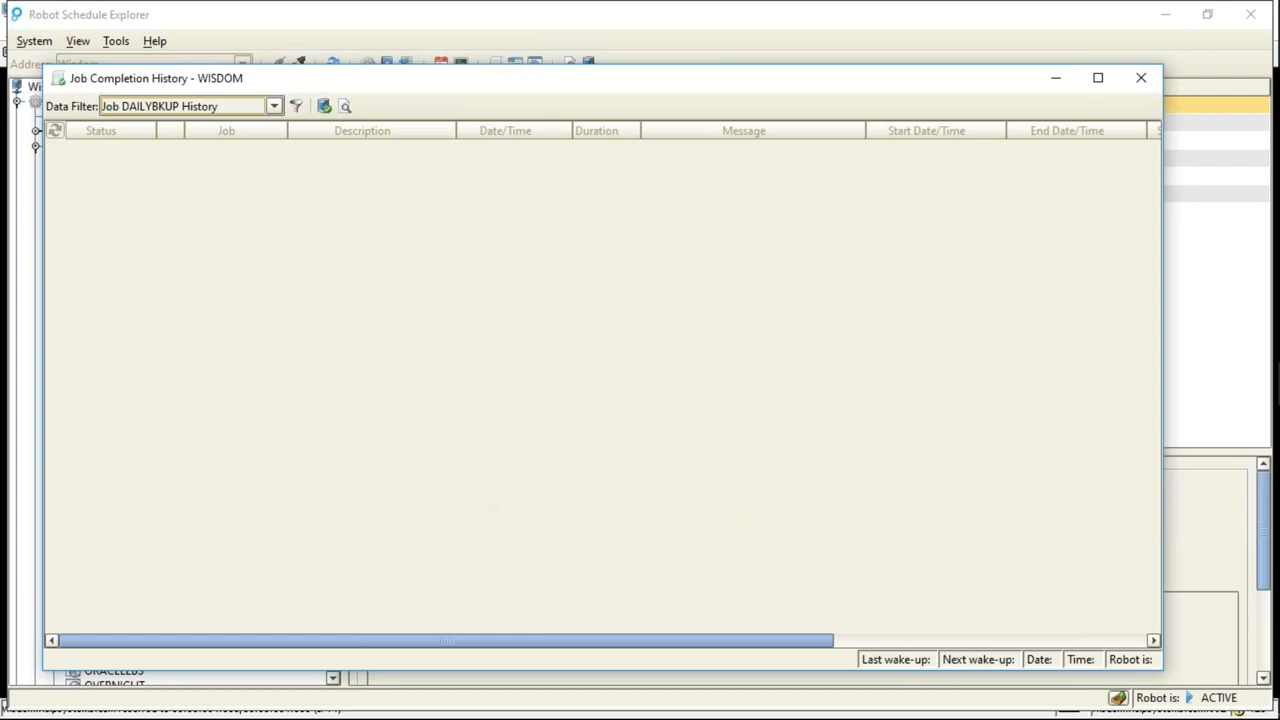 Robot Schedule Explorer
System View Tools Help
Job Completion History - WISDOM
Data Filter: Job DAILYBKUP History
Status Job Description Date/Time Duration Message Start Date/Time End Date/Time
Last wake-up: Next wake-up: Date: Time: Robot is:
OVERNIGHT
Robot is: ACTIVE